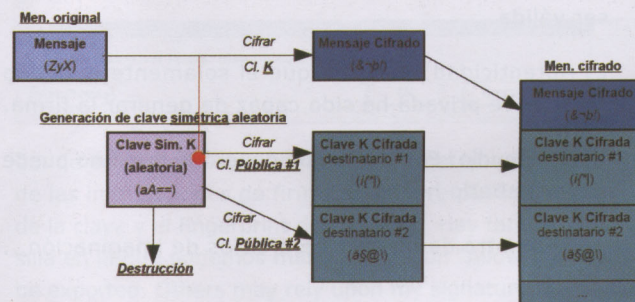 Men. original
Mensaje
(ZyX)
Cifrar
Cl. K
Mensaje Cifrado
(&¬b!)
Men. cifrado
Mensaje Cifrado
(&¬b!)
Generación de clave simétrica aleatoria
Clave Sim. K
(aleatoria)
(aA==)
Cifrar
Cl. Pública #1
Clave K Cifrada
destinatario #1
Clave K Cifrada
destinatario #1
Cifrar
Cl. Pública #2
Clave K Cifrada
destinatario #2
Clave K Cifrada
destinatario #2
Destrucción